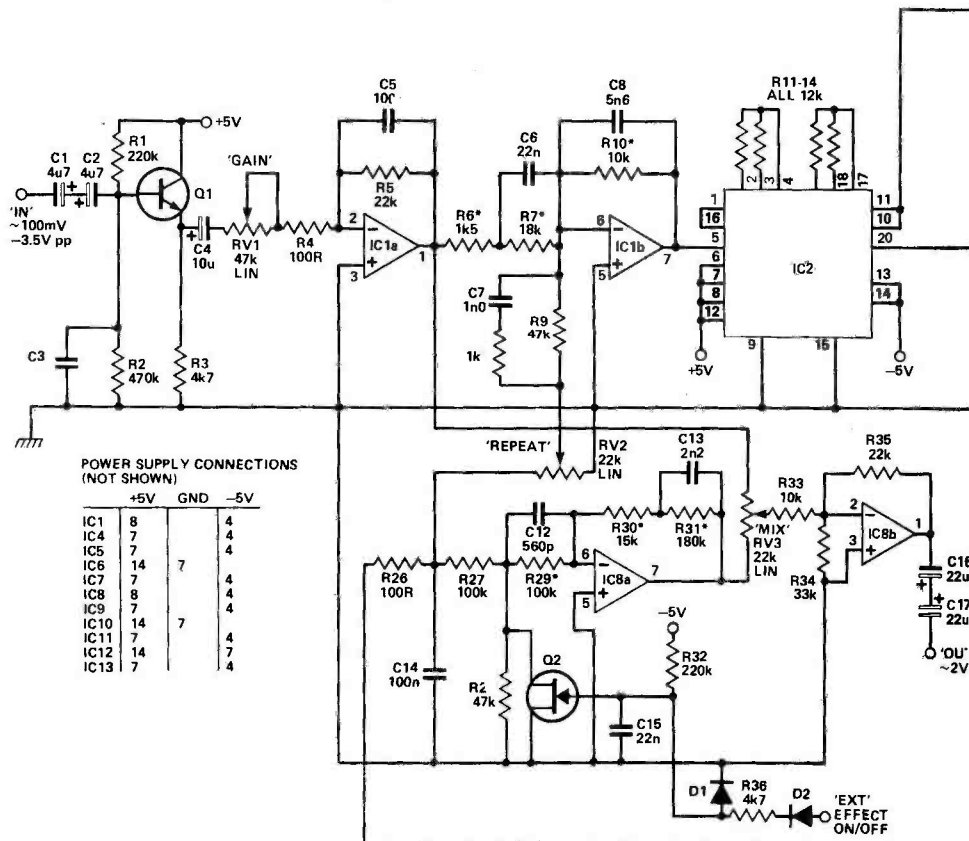 C5
10f
R5
22k
C8
5n6
R10*
10k
C6
22n
R11-14
ALL 12k
R1
220k
+5V
C1
4u7
C2
4u7
Q1
'GAIN'
'IN'
~100mV
–3.5V pp
C4
10u
RV1
47k
LIN
R4
100R
2
3
1
IC1a
R6*
1k5
R7*
18k
6
5
7
IC1b
C7
1n0
1k
R9
47k
1
16
5
6
7
8
12
2
3
4
18
17
11
10
20
13
14
9
15
IC2
+5V
–5V
C3
R2
470k
R3
4k7
'REPEAT'
RV2
22k
LIN
C13
2n2
R35
22k
POWER SUPPLY CONNECTIONS
(NOT SHOWN)
+5V GND –5V
IC1 8 4
IC4 7 4
IC5 7 4
IC6 14 7
IC7 7 4
IC8 8 4
IC9 7 4
IC10 14 7
IC11 7 4
IC12 14 7
IC13 7 4
C12
560p
R30*
15k
R31*
180k
'MIX'
RV3
22k
LIN
R33
10k
2
3
1
IC8b
R34
33k
C16
22u
C17
22u
'OU'
~2V
R26
100R
R27
100k
R29*
100k
6
5
7
IC8a
–5V
R32
220k
C14
100n
R2
47k
Q2
C15
22n
D1
R36
4k7
D2
'EXT'
EFFECT
ON/OFF